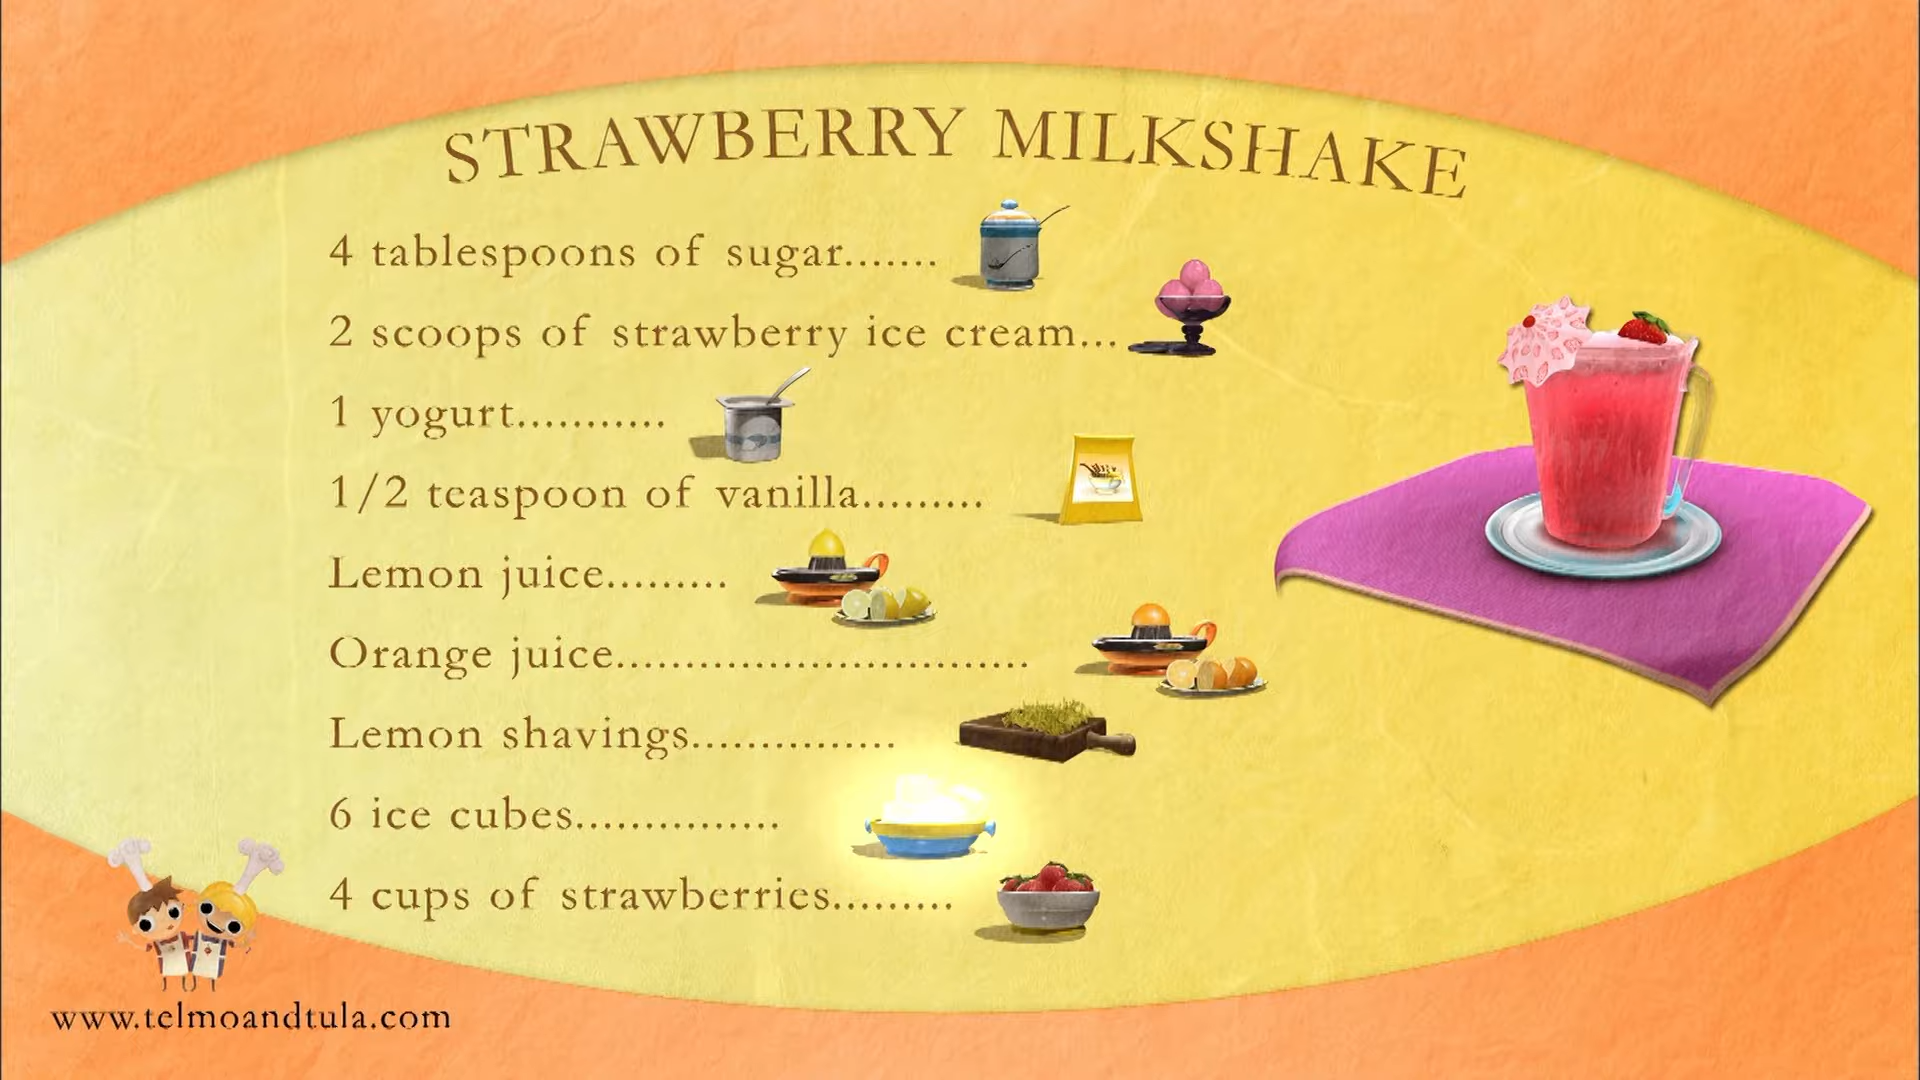 STRAWBERRY MILKSHAKE
4 tablespoons of sugar.......
2 scoops of strawberry ice cream...
1 yogurt...........
1/2 teaspoon of vanilla.........
Lemon juice.........
Orange juice..............................
Lemon shavings...............
6 ice cubes...............
4 cups of strawberries.........
www.telmoandtula.com